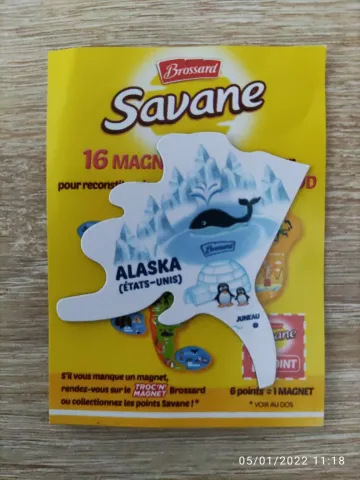 Brossard
Savane
16 MAGN
pour reconstit
UD
Brossard
ALASKA
(ÉTATS-UNIS)
JUNEAU
POINT
S'il vous manque un magnet,
rendez-vous sur le TROC'N' MAGNET Brossard
ou collectionnez les points Savane ! *
6 points = 1 MAGNET
* VOIR AU DOS
05/01/2022 11:18